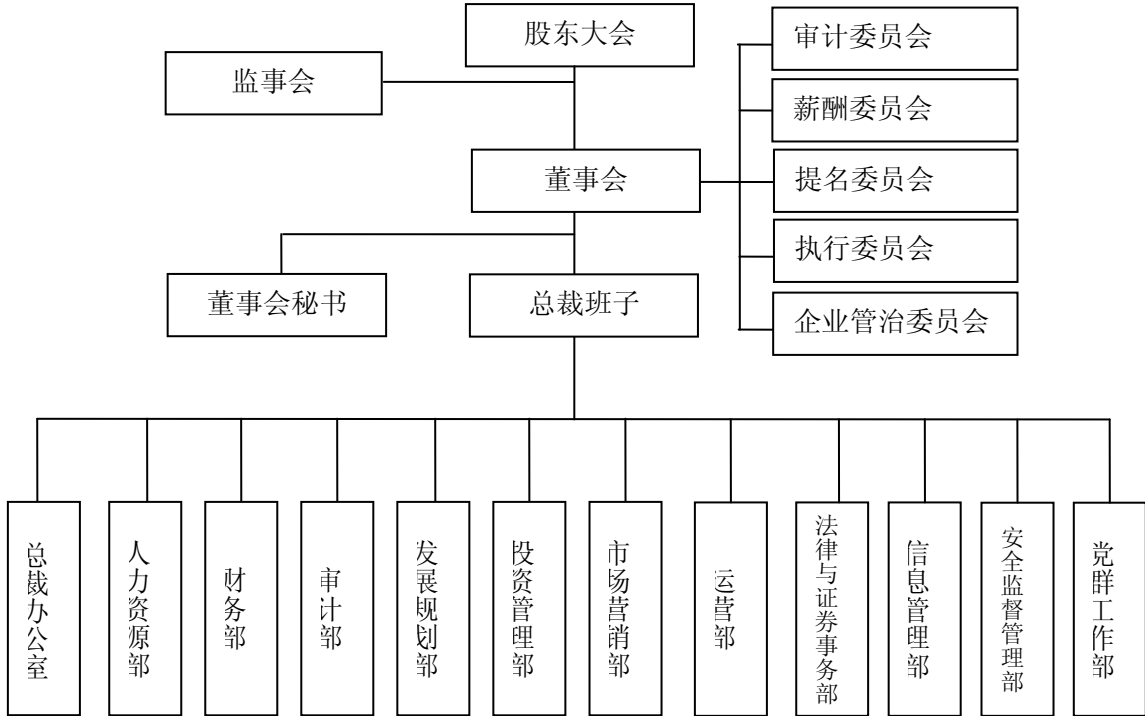 股东大会
监事会
董事会
审计委员会
薪酬委员会
提名委员会
执行委员会
企业管治委员会
董事会秘书
总裁班子
总裁办公室
人力资源部
财务部
审计部
发展规划部
投资管理部
市场营销部
运营部
法律与证券事务部
信息管理部
安全监督管理部
党群工作部